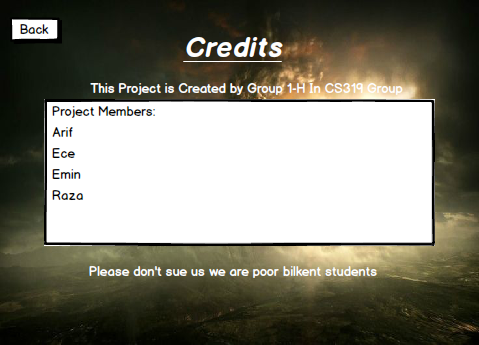 Back
Credits
This Project is Created by Group 1-H In CS319 Group
Project Members:
Arif
Ece
Emin
Raza
Please don't sue us we are poor bilkent students